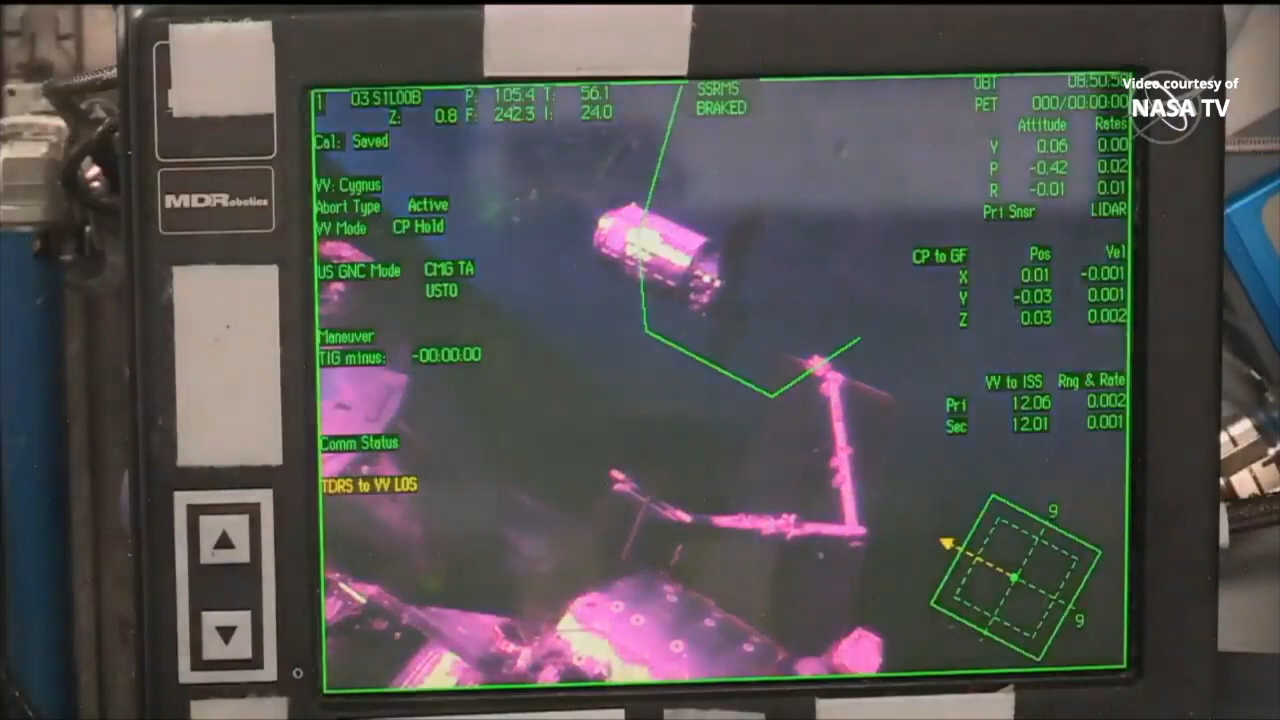 Video courtesy of
NASA TV
MDRobotics
1 03 S1LOOB P: 105.4 T: 56.1
Z: 0.8 F: 242.3 I: 24.0
SSRMS
BRAKED
OBT
PET 000/00:00:00
Attitude Rates
Y 0.06 0.00
P -0.42 0.02
R -0.01 0.01
Pri Snsr LIDAR
Cal: Saved
VV: Cygnus
Abort Type Active
VV Mode CP Hold
US GNC Mode CMG TA
USTO
Maneuver
TIG minus: -00:00:00
Comm Status
TDRS to VV LOS
CP to GF Pos Vel
X 0.01 -0.001
Y -0.03 0.001
Z 0.03 0.002
VV to ISS Rng & Rate
Pri 12.06 0.002
Sec 12.01 0.001
9
9